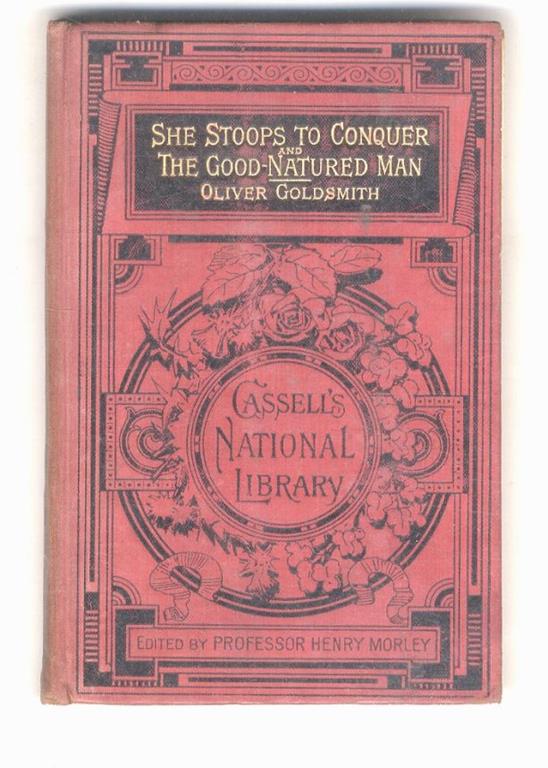 SHE STOOPS TO CONQUER
AND
THE GOOD-NATURED MAN
OLIVER GOLDSMITH
CASSELL'S
NATIONAL
LIBRARY
EDITED BY PROFESSOR HENRY MORLEY